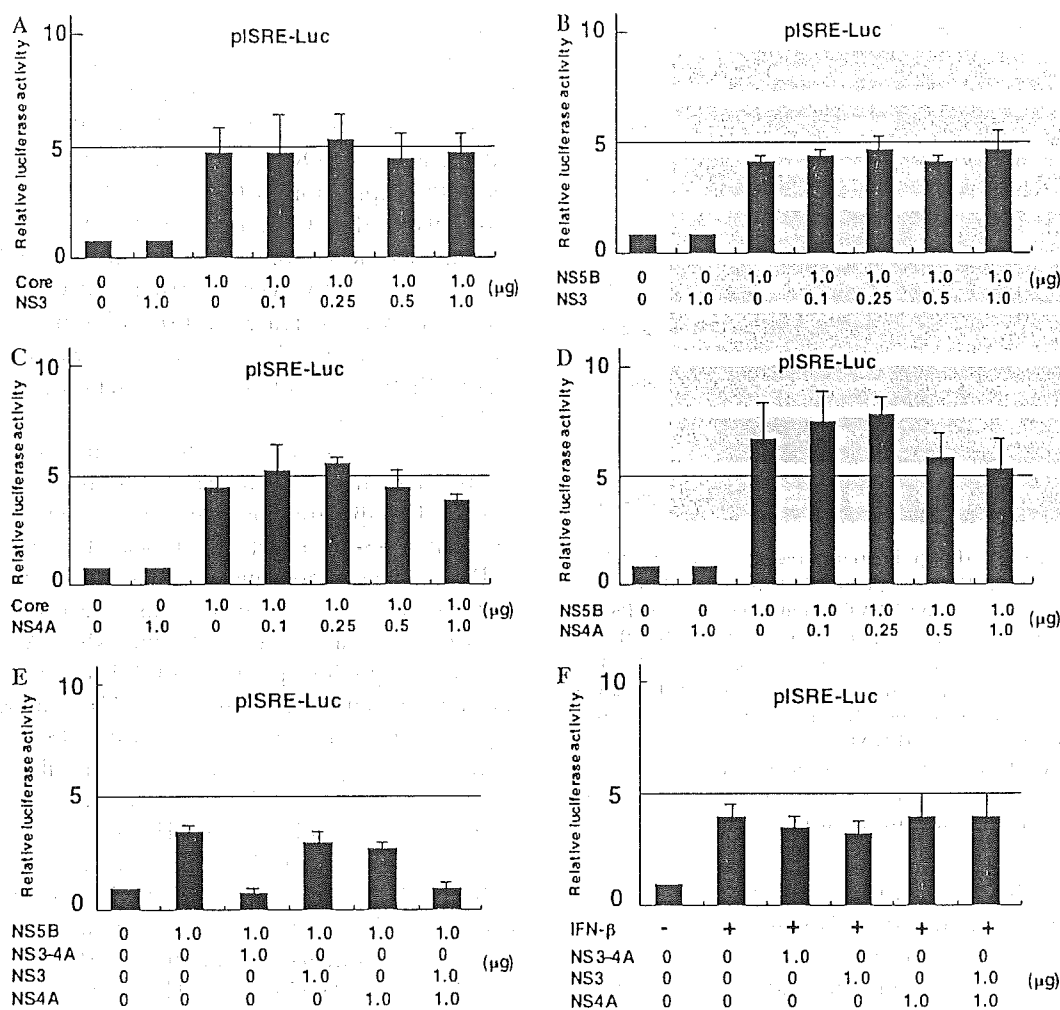 A
pISRE-Luc
Relative luciferase activity
10
5
0
Core 0 0 1.0 1.0 1.0 1.0 1.0
NS3 0 1.0 0 0.1 0.25 0.5 1.0
(µg)
B
pISRE-Luc
Relative luciferase activity
10
5
0
NS5B 0 0 1.0 1.0 1.0 1.0 1.0
NS3 0 1.0 0 0.1 0.25 0.5 1.0
(µg)
C
pISRE-Luc
Relative luciferase activity
10
5
0
Core 0 0 1.0 1.0 1.0 1.0 1.0
NS4A 0 1.0 0 0.1 0.25 0.5 1.0
(µg)
D
pISRE-Luc
Relative luciferase activity
10
5
0
NS5B 0 0 1.0 1.0 1.0 1.0 1.0
NS4A 0 1.0 0 0.1 0.25 0.5 1.0
(µg)
E
pISRE-Luc
Relative luciferase activity
10
5
0
NS5B 0 1.0 1.0 1.0 1.0 1.0
NS3-4A 0 0 1.0 0 0 0
NS3 0 0 0 1.0 0 1.0
NS4A 0 0 0 0 1.0 1.0
(µg)
F
pISRE-Luc
Relative luciferase activity
10
5
0
IFN-β - + + + + +
NS3-4A 0 0 1.0 0 0 0
NS3 0 0 0 1.0 0 1.0
NS4A 0 0 0 0 1.0 1.0
(µg)